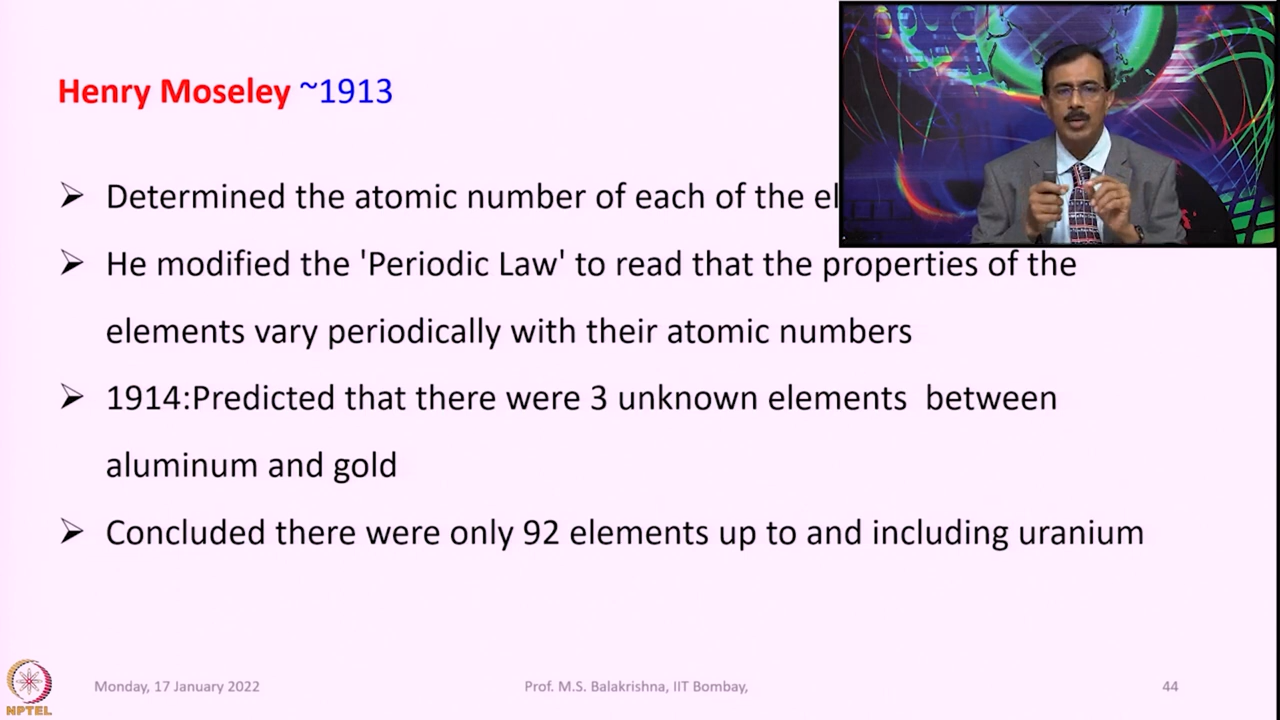 Henry Moseley ~1913
➢ Determined the atomic number of each of the el
➢ He modified the 'Periodic Law' to read that the properties of the
elements vary periodically with their atomic numbers
➢ 1914:Predicted that there were 3 unknown elements  between
aluminum and gold
➢ Concluded there were only 92 elements up to and including uranium
NPTEL
Monday, 17 January 2022
Prof. M.S. Balakrishna, IIT Bombay,
44